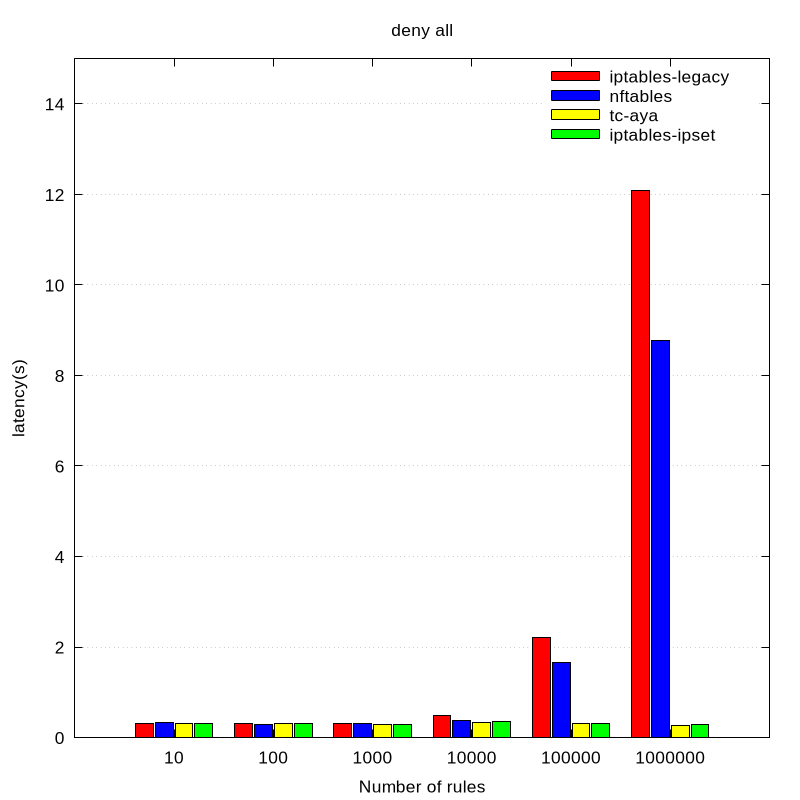 deny all
iptables-legacy
nftables
tc-aya
iptables-ipset
14
12
10
8
6
4
2
0
latency(s)
10 100 1000 10000 100000 1000000
Number of rules